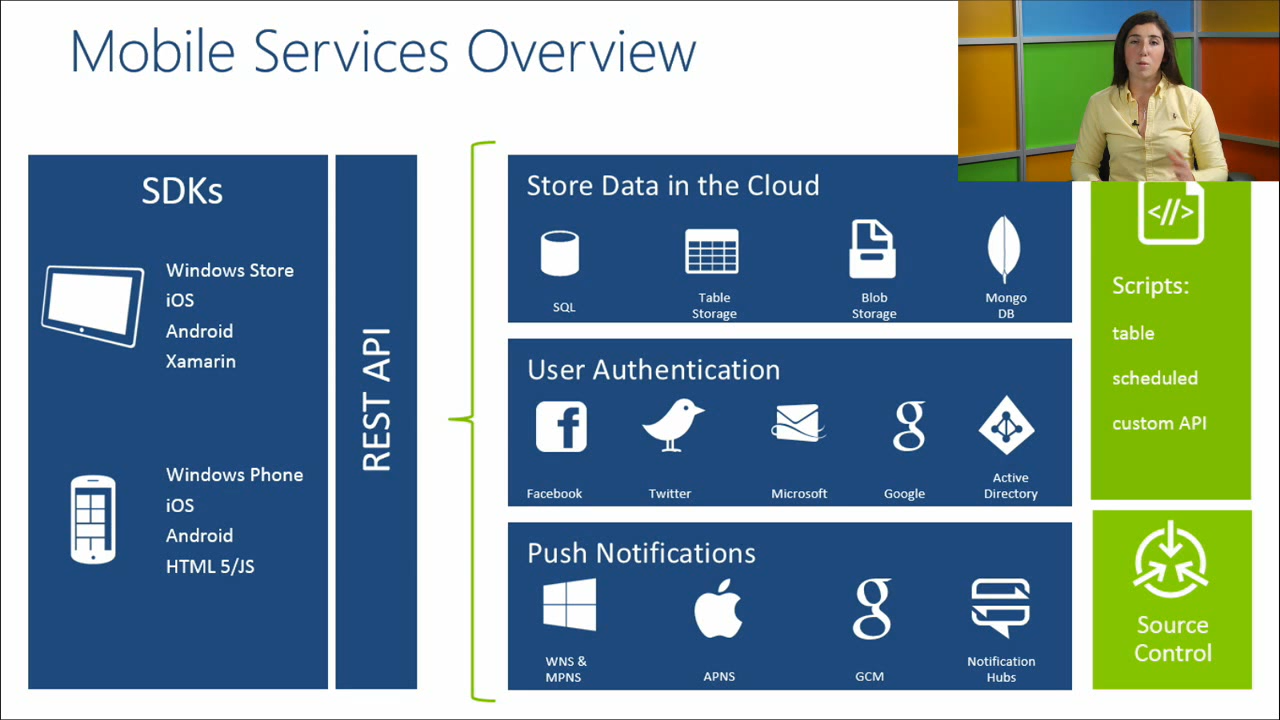 Mobile Services Overview
SDKs
Windows Store
iOS
Android
Xamarin
Windows Phone
iOS
Android
HTML 5/JS
REST API
Store Data in the Cloud
SQL
Table
Storage
Blob
Storage
Mongo
DB
User Authentication
Facebook
Twitter
Microsoft
Google
Active
Directory
Push Notifications
WNS &
MPNS
APNS
GCM
Notification
Hubs
</>
Scripts:
table
scheduled
custom API
Source
Control